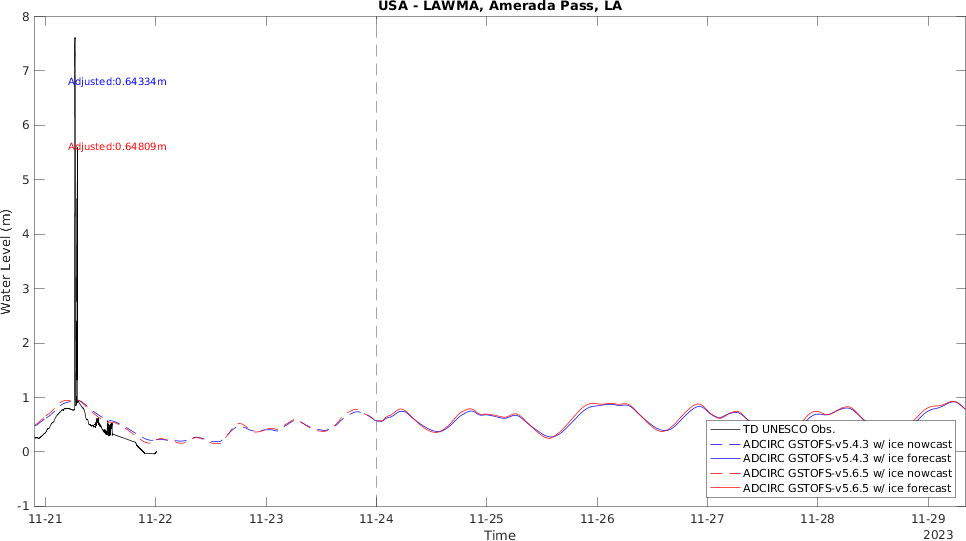 USA - LAWMA, Amerada Pass, LA
8
7
Adjusted:0.64334m
6
Adjusted:0.64809m
5
4
3
2
1
0
-1
Water Level (m)
TD UNESCO Obs.
ADCIRC GSTOFS-v5.4.3 w/ ice nowcast
ADCIRC GSTOFS-v5.4.3 w/ ice forecast
ADCIRC GSTOFS-v5.6.5 w/ ice nowcast
ADCIRC GSTOFS-v5.6.5 w/ ice forecast
11-21 11-22 11-23 11-24 11-25 11-26 11-27 11-28 11-29
Time
2023